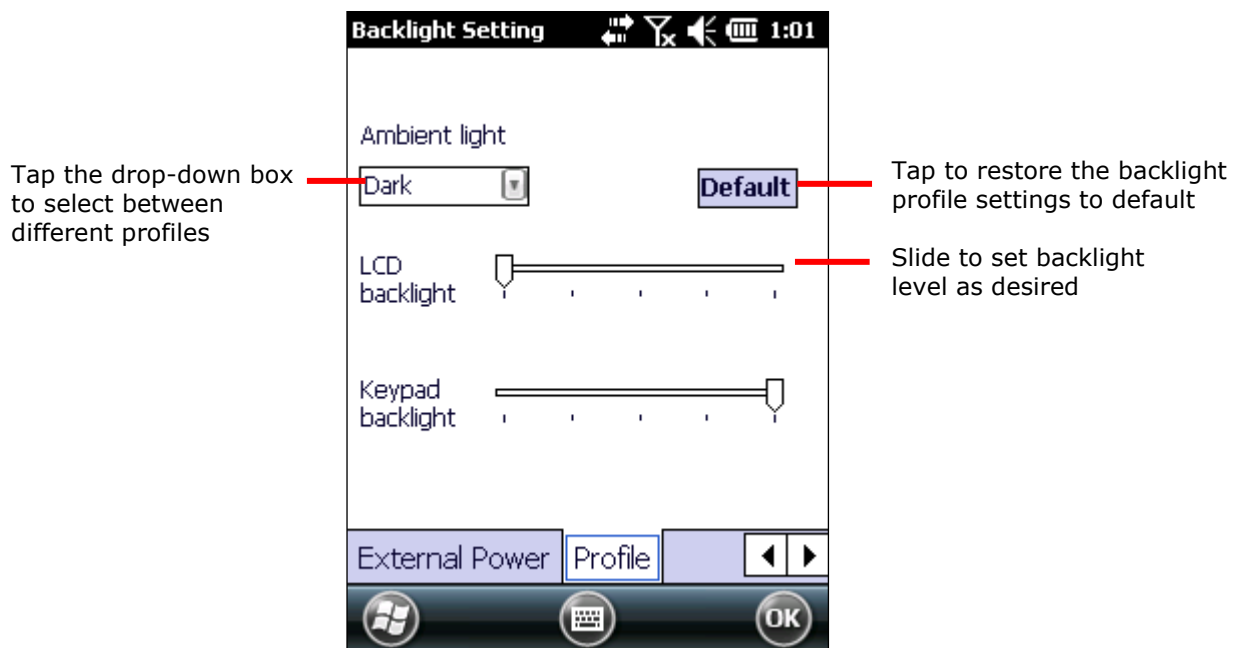 Backlight Setting 1:01
Ambient light
Tap the drop-down box
to select between
different profiles
Dark
Default
Tap to restore the backlight
profile settings to default
LCD
backlight
Slide to set backlight
level as desired
Keypad
backlight
External Power Profile
OK